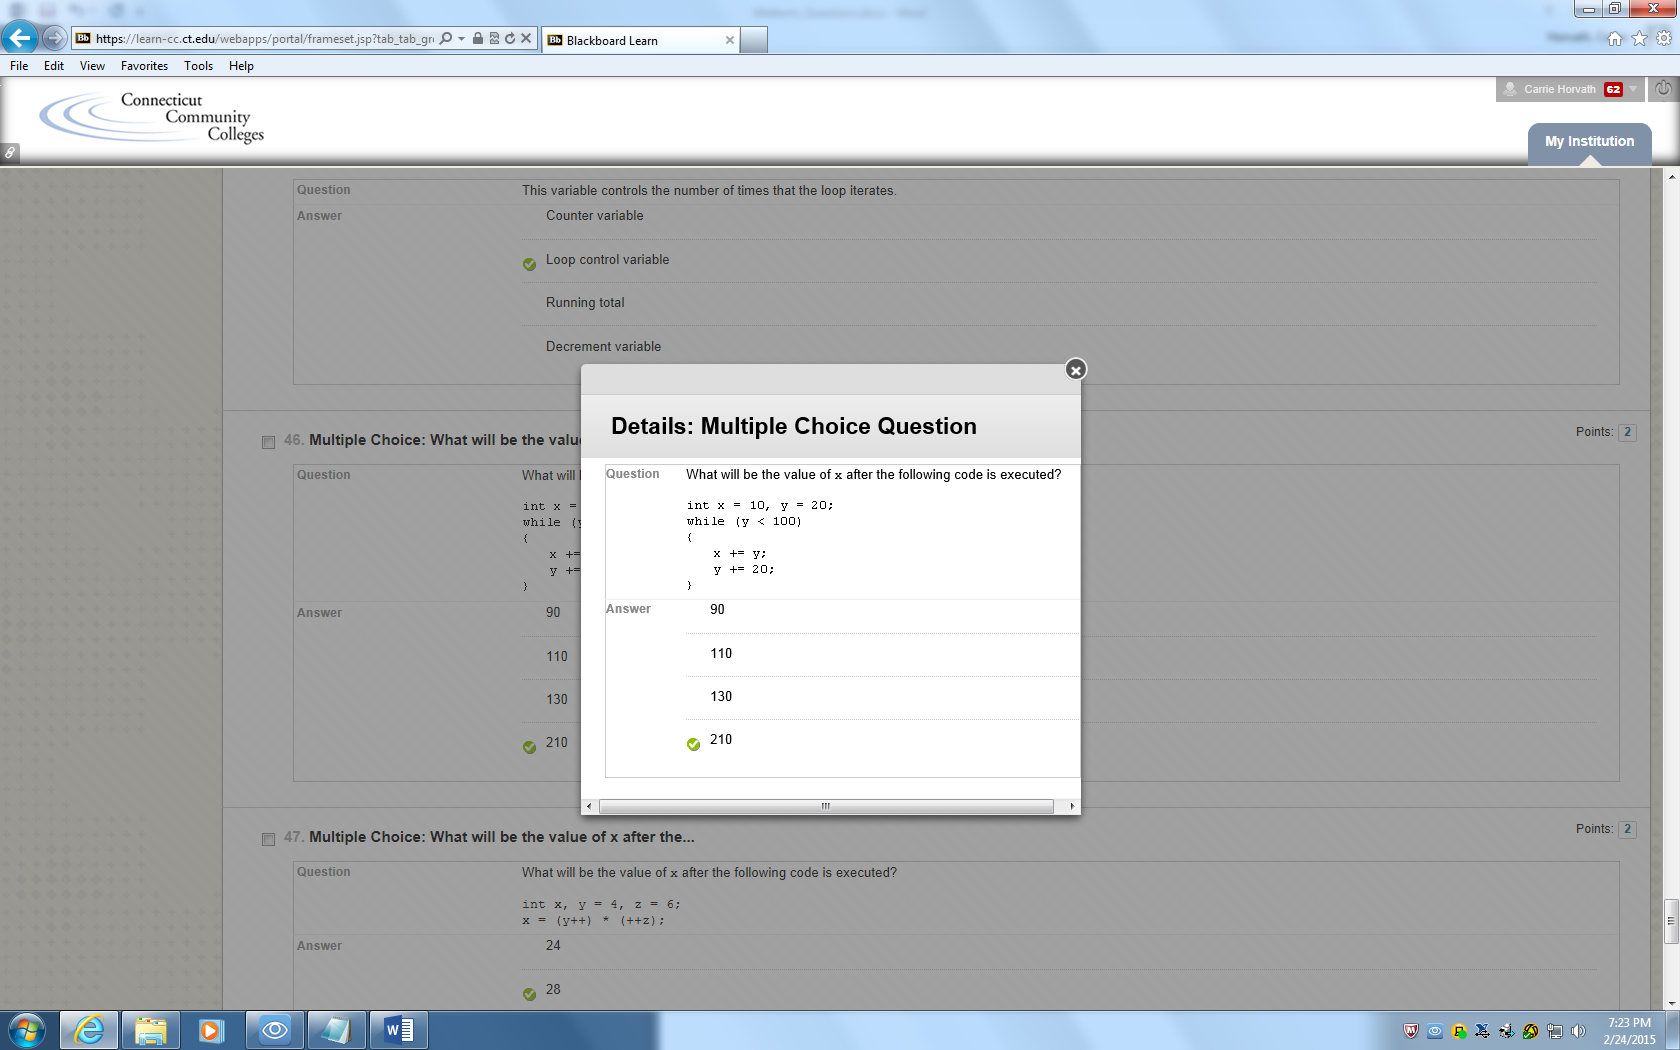 https://learn-cc.ct.edu/webapps/portal/frameset.jsp?tab_tab_gr
Bb Blackboard Learn
File Edit View Favorites Tools Help
Connecticut
Community
Colleges
Carrie Horvath 62
My Institution
Question This variable controls the number of times that the loop iterates.
Answer Counter variable
Loop control variable
Running total
Decrement variable
46. Multiple Choice: What will be the valu
Points: 2
Question What will
int x =
while (y
{
x +=
y +=
}
Answer 90
110
130
210
Details: Multiple Choice Question
Question What will be the value of x after the following code is executed?
int x = 10, y = 20;
while (y < 100)
{
x += y;
y += 20;
}
Answer 90
110
130
210
47. Multiple Choice: What will be the value of x after the...
Points: 2
Question What will be the value of x after the following code is executed?
int x, y = 4, z = 6;
x = (y++) * (++z);
Answer 24
28
7:23 PM
2/24/2015